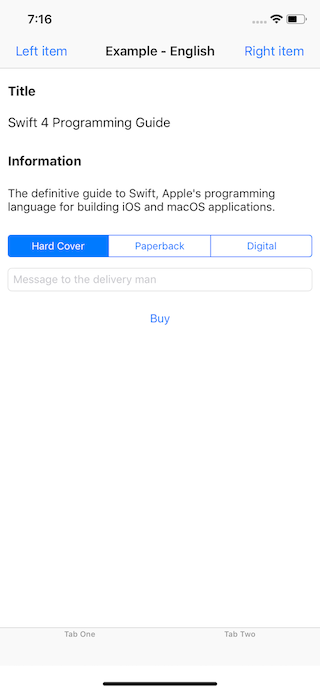 7:16
Left item Example - English Right item
Title
Swift 4 Programming Guide
Information
The definitive guide to Swift, Apple's programming
language for building iOS and macOS applications.
Hard Cover Paperback Digital
Message to the delivery man
Buy
Tab One Tab Two